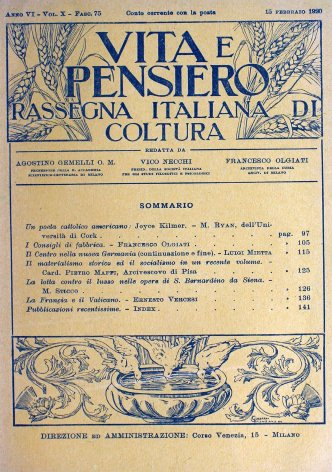 ANNO VI - VOL. X - FASC. 75 Conto corrente con la posta 15 FEBBRAIO 1920
VITA E
PENSIERO
RASSEGNA ITALIANA DI
COLTURA
REDATTA DA
AGOSTINO GEMELLI O. M. VICO NECCHI FRANCESCO OLGIATI
SOMMARIO
Un poeta cattolico americano. Joyce Kilmer. - M. RYAN, dell'Uni-
versità di Cork . pag. 97
I Consigli di fabbrica. - FRANCESCO OLGIATI . 105
Il Centro nella nuova Germania (continuazione e fine). - LUIGI MIETTA » 115
Il materialismo storico ed il socialismo in un recente volume. -
Card. PIETRO MAFFI, Arcivescovo di Pisa » 125
La lotta contro il lusso nelle opere di S. Bernardino da Siena. -
M. STICCO . 126
La Francia e il Vaticano. - ERNESTO VERCESI . 136
Pubblicazioni recentissime. - INDEX . 141
DIREZIONE ED AMMINISTRAZIONE: Corso Venezia, 15 - MILANO